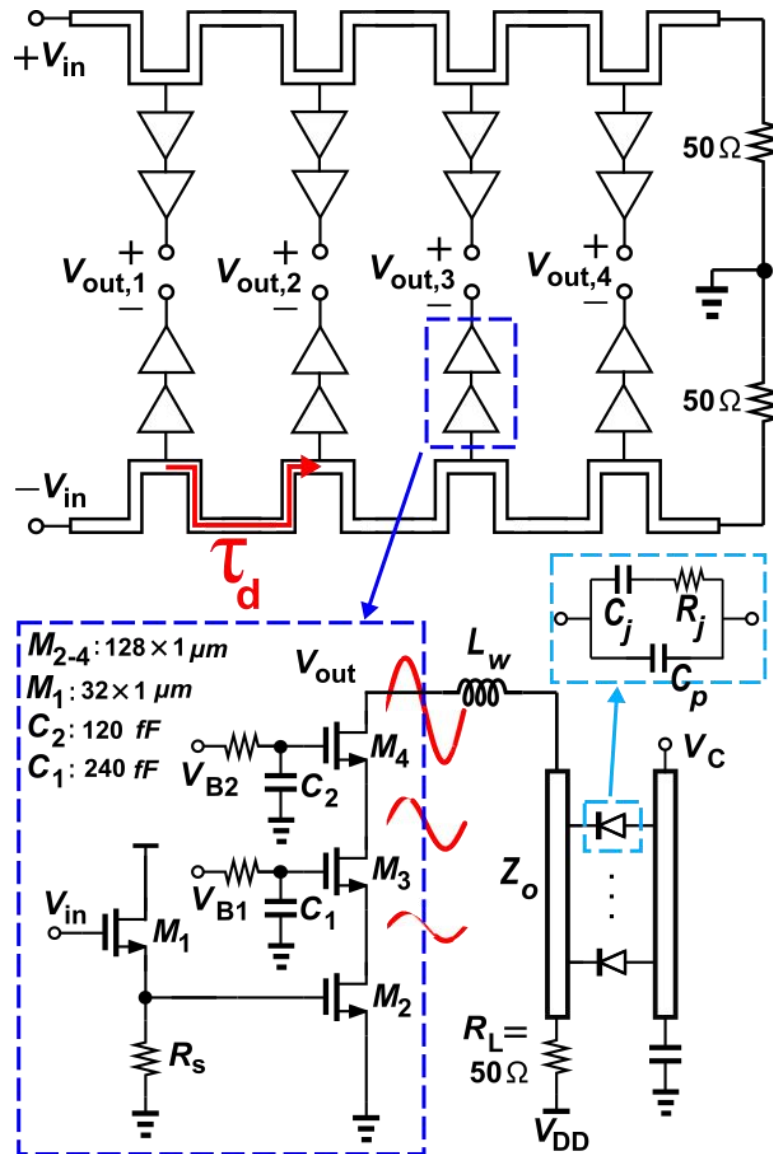 +V_in
50 Ω
+ + + +
V_out,1 V_out,2 V_out,3 V_out,4
− − − −
50 Ω
−V_in
τ_d
C_j R_j
C_p
M_2-4 : 128 × 1 μm
M_1 : 32 × 1 μm
C_2 : 120 fF
C_1 : 240 fF
V_out
L_w
V_B2
C_2
M_4
V_C
V_B1
C_1
M_3
Z_o
V_in
M_1
M_2
R_s
R_L =
50 Ω
V_DD